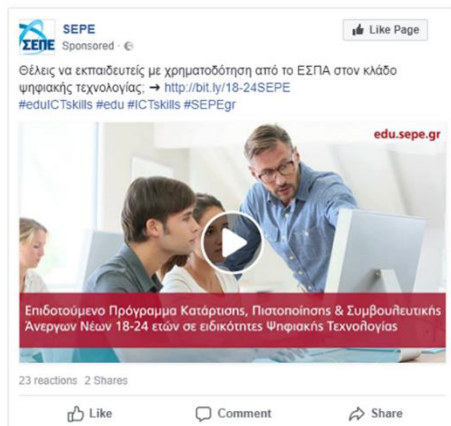 SEPE
Like Page
ΣΕΠΕ
Sponsored ·
Θέλεις να εκπαιδευτείς με χρηματοδότηση από το ΕΣΠΑ στον κλάδο
ψηφιακής τεχνολογίας; ➔ http://bit.ly/18-24SEPE
#eduICTskills #edu #ICTskills #SEPEgr
edu.sepe.gr
Επιδοτούμενο Πρόγραμμα Κατάρτισης, Πιστοποίησης & Συμβουλευτικής
Άνεργων Νέων 18-24 ετών σε ειδικότητες Ψηφιακής Τεχνολογίας
23 reactions 2 Shares
Like Comment Share